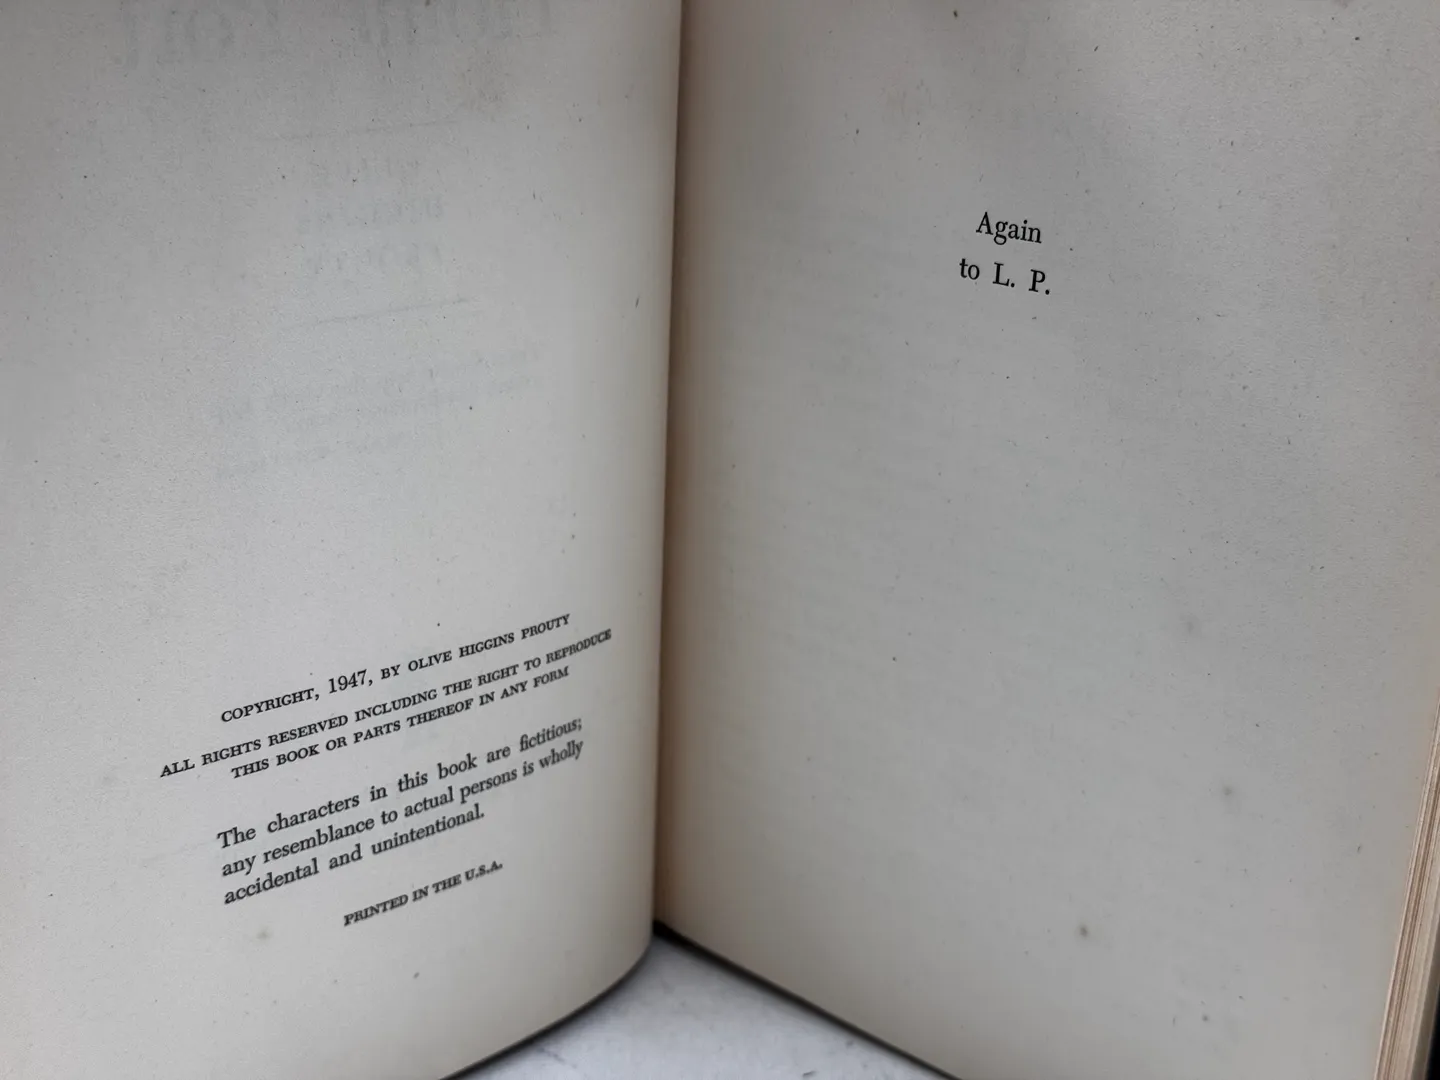 COPYRIGHT, 1947, BY OLIVE HIGGINS PROUTY
ALL RIGHTS RESERVED INCLUDING THE RIGHT TO REPRODUCE
THIS BOOK OR PARTS THEREOF IN ANY FORM
The characters in this book are fictitious;
any resemblance to actual persons is wholly
accidental and unintentional.
PRINTED IN THE U.S.A.
Again
to L. P.